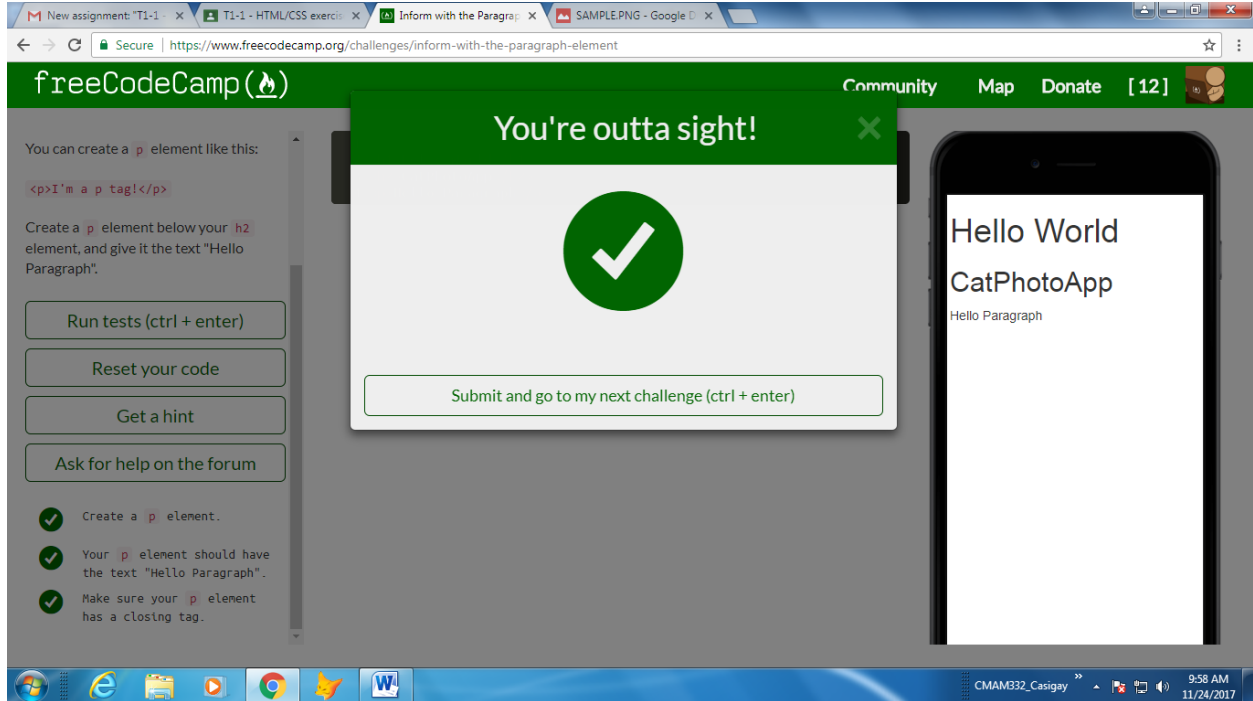 New assignment: "T1-1 -
T1-1 - HTML/CSS exercis
Inform with the Paragrap
SAMPLE.PNG - Google D
Secure | https://www.freecodecamp.org/challenges/inform-with-the-paragraph-element
freeCodeCamp(🔥)
Community Map Donate [12]
You're outta sight!
You can create a p element like this:
<p>I'm a p tag!</p>
Create a p element below your h2
element, and give it the text "Hello
Paragraph".
Run tests (ctrl + enter)
Reset your code
Get a hint
Ask for help on the forum
Create a p element.
Your p element should have
the text "Hello Paragraph".
Make sure your p element
has a closing tag.
Submit and go to my next challenge (ctrl + enter)
Hello World
CatPhotoApp
Hello Paragraph
CMAM332_Casigay
9:58 AM
11/24/2017